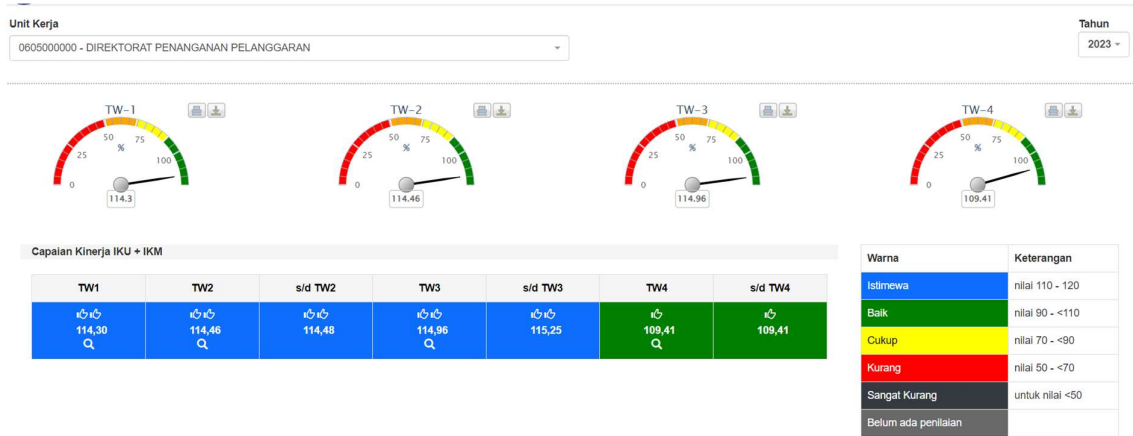 Unit Kerja
Tahun
0605000000 - DIREKTORAT PENANGANAN PELANGGARAN
2023
TW-1
TW-2
TW-3
TW-4
0 25 50 75 100
%
114.3
0 25 50 75 100
%
114.46
0 25 50 75 100
%
114.96
0 25 50 75 100
%
109.41
Capaian Kinerja IKU + IKM
TW1 TW2 s/d TW2 TW3 s/d TW3 TW4 s/d TW4
114,30 114,46 114,48 114,96 115,25 109,41 109,41
Warna Keterangan
Istimewa nilai 110 - 120
Baik nilai 90 - <110
Cukup nilai 70 - <90
Kurang nilai 50 - <70
Sangat Kurang untuk nilai <50
Belum ada penilaian